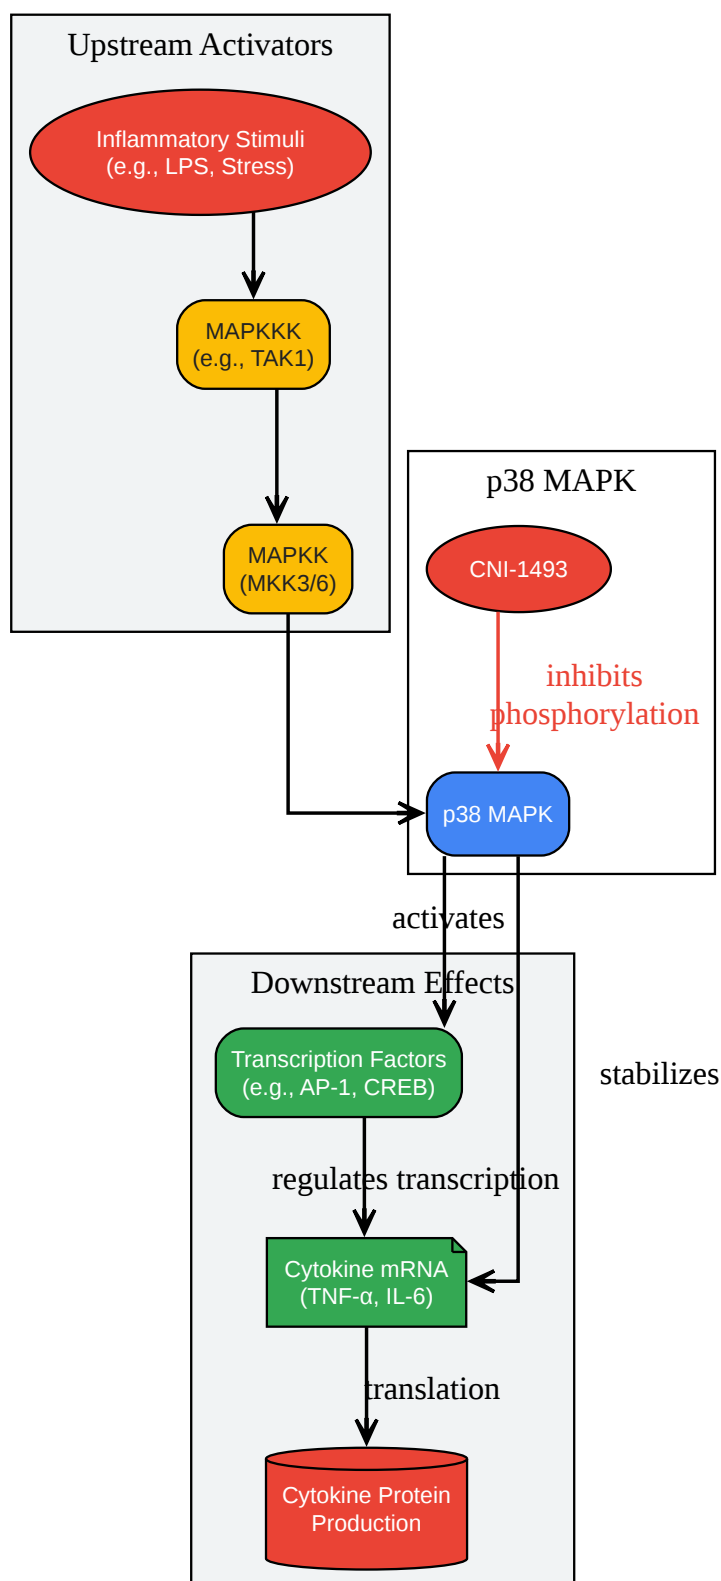 Upstream Activators
Inflammatory Stimuli
(e.g., LPS, Stress)
MAPKKK
(e.g., TAK1)
MAPKK
(MKK3/6)
p38 MAPK
CNI-1493
inhibits
phosphorylation
p38 MAPK
activates
stabilizes
Downstream Effects
Transcription Factors
(e.g., AP-1, CREB)
regulates transcription
Cytokine mRNA
(TNF-α, IL-6)
translation
Cytokine Protein
Production